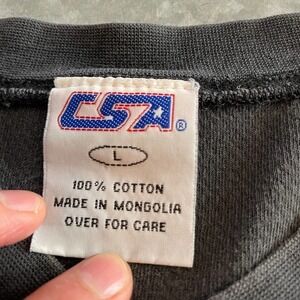 CSA®
L
100% COTTON
MADE IN MONGOLIA
OVER FOR CARE